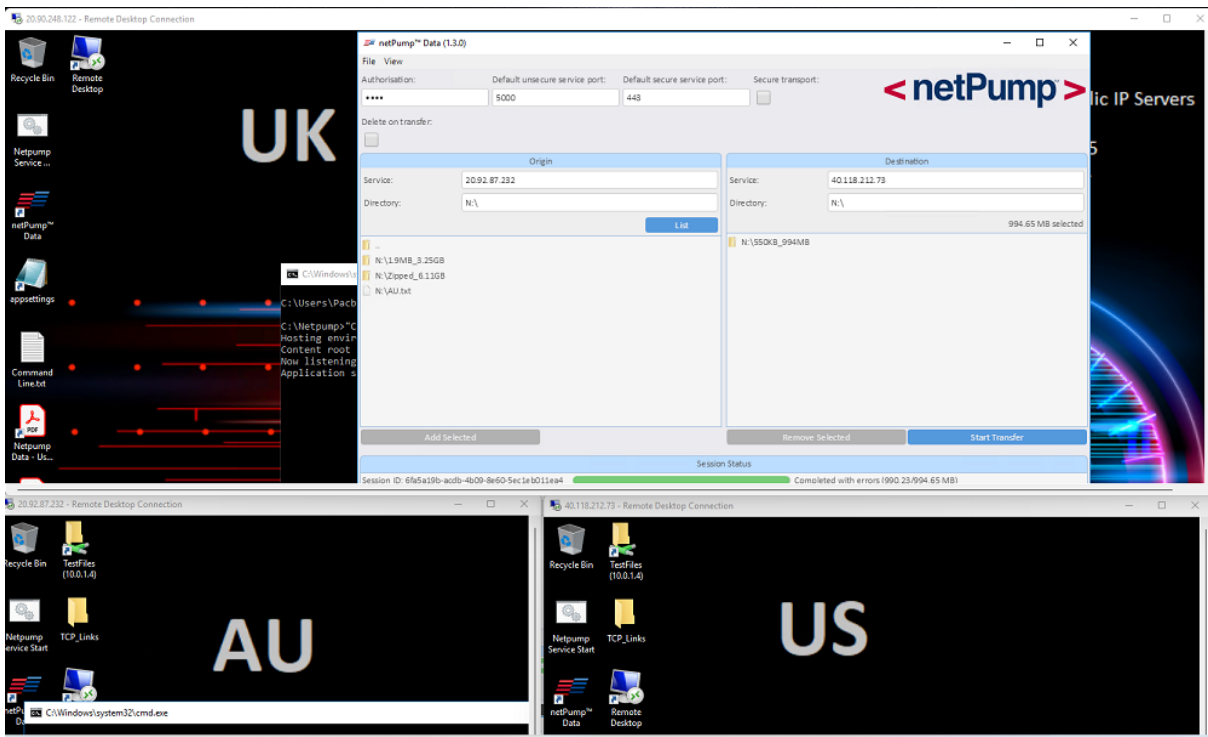 20.90.248.122 - Remote Desktop Connection
Recycle Bin
Remote
Desktop
UK
Netpump
Service ...
netPump™
Data
appsettings
Command
Line.txt
PDF
Netpump
Data - Us...
C:\Windows\s
C:\Users\Pacb
C:\Netpump>"C
Hosting envir
Content root
Now listening
Application s
netPump™ Data (1.3.0)
File View
Authorisation: Default unsecure service port: Default secure service port: Secure transport:
•••• 5000 443
<netPump™>
Delete on transfer:
Origin
Service: 20.92.87.232
Directory: N:\
List
..
N:\1.9MB_3.25GB
N:\Zipped_6.11GB
N:\AU.txt
Add Selected
Destination
Service: 40.118.212.73
Directory: N:\
994.65 MB selected
N:\550KB_994MB
Remove Selected Start Transfer
Session Status
Session ID: 6fa5a19b-acdb-4b09-8e60-5ec1eb011ea4 Completed with errors (990.23/994.65 MB)
lic IP Servers
5
20.92.87.232 - Remote Desktop Connection
Recycle Bin
TestFiles
(10.0.1.4)
Netpump
ervice Start
TCP_Links
AU
netP
Da
C:\Windows\system32\cmd.exe
40.118.212.73 - Remote Desktop Connection
Recycle Bin
TestFiles
(10.0.1.4)
Netpump
Service Start
TCP_Links
US
netPump™
Data
Remote
Desktop